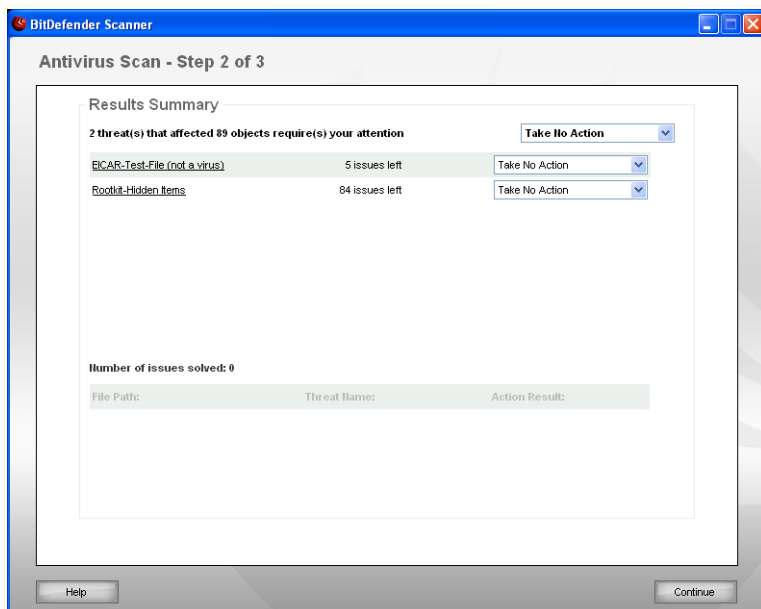 BitDefender Scanner
Antivirus Scan - Step 2 of 3
Results Summary
2 threat(s) that affected 89 objects require(s) your attention Take No Action
EICAR-Test-File (not a virus) 5 issues left Take No Action
Rootkit-Hidden Items 84 issues left Take No Action
Number of issues solved: 0
File Path: Threat Name: Action Result:
Help Continue